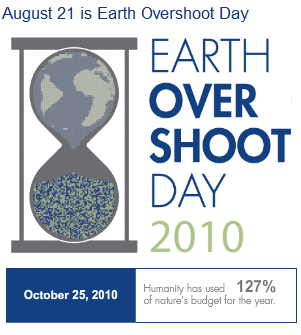 August 21 is Earth Overshoot Day
EARTH
OVER
SHOOT
DAY
2010
October 25, 2010
Humanity has used 127%
of nature's budget for the year.